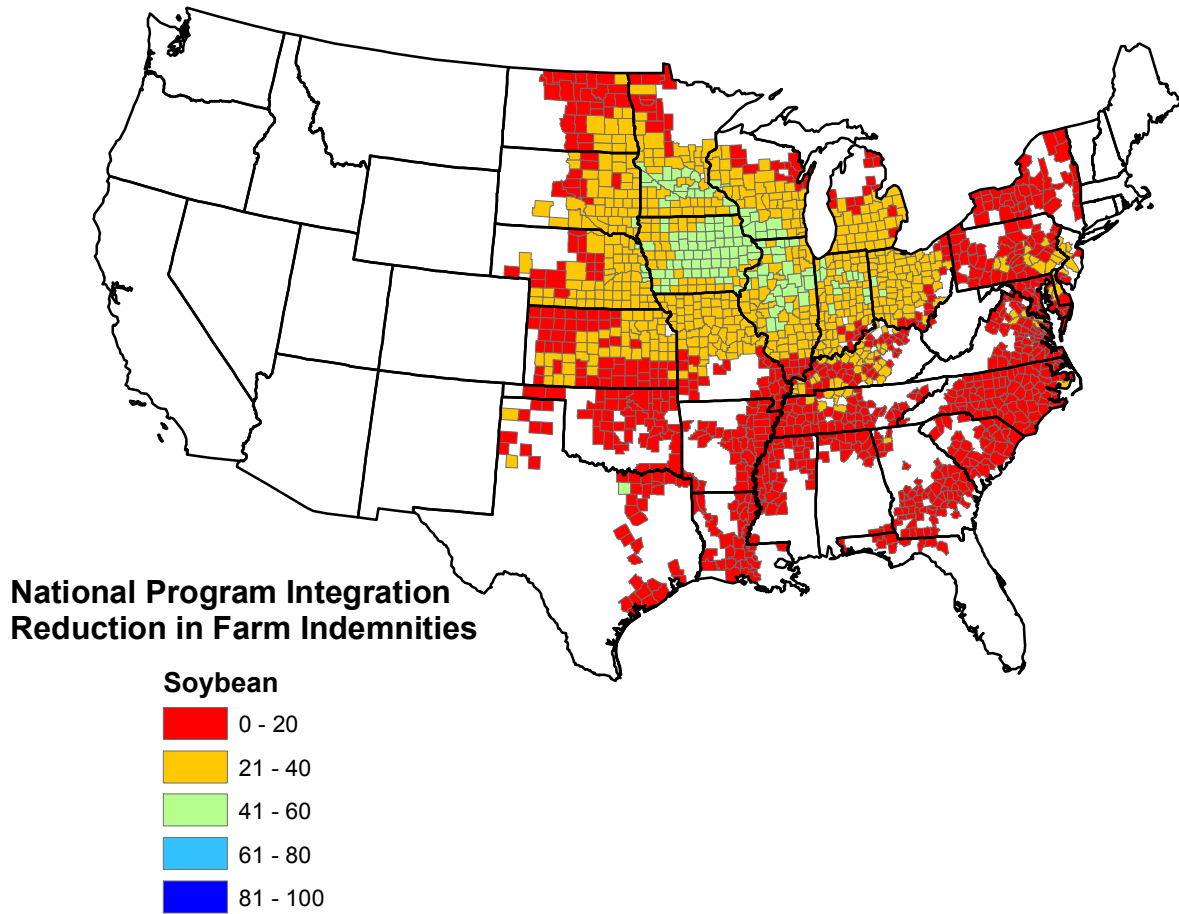 National Program Integration
Reduction in Farm Indemnities
Soybean
0 - 20
21 - 40
41 - 60
61 - 80
81 - 100